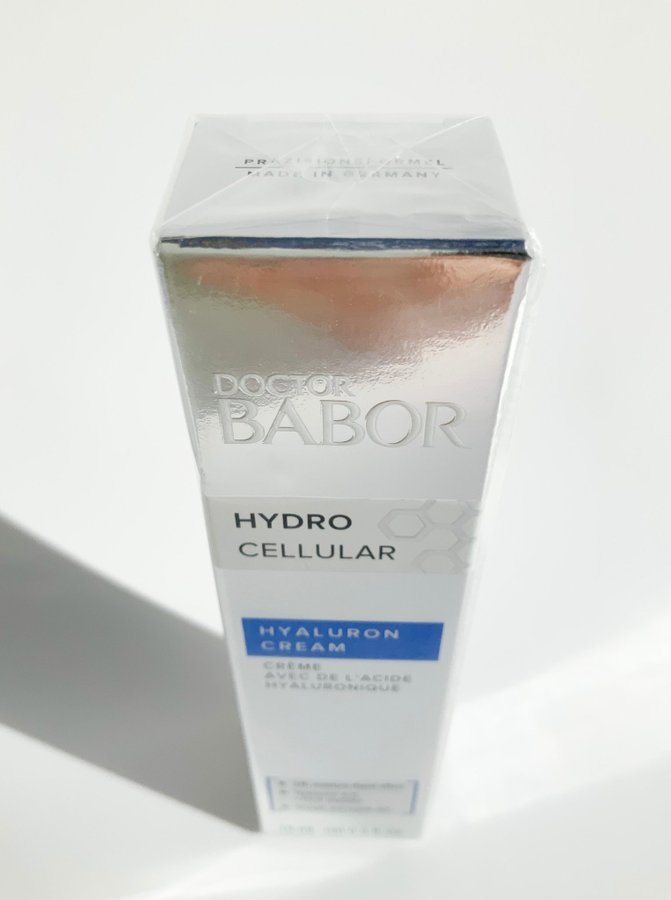 PRÄZISIONSFORMEL
MADE IN GERMANY
DOCTOR
BABOR
HYDRO
CELLULAR
HYALURON
CREAM
CRÈME
AVEC DE L'ACIDE
HYALURONIQUE